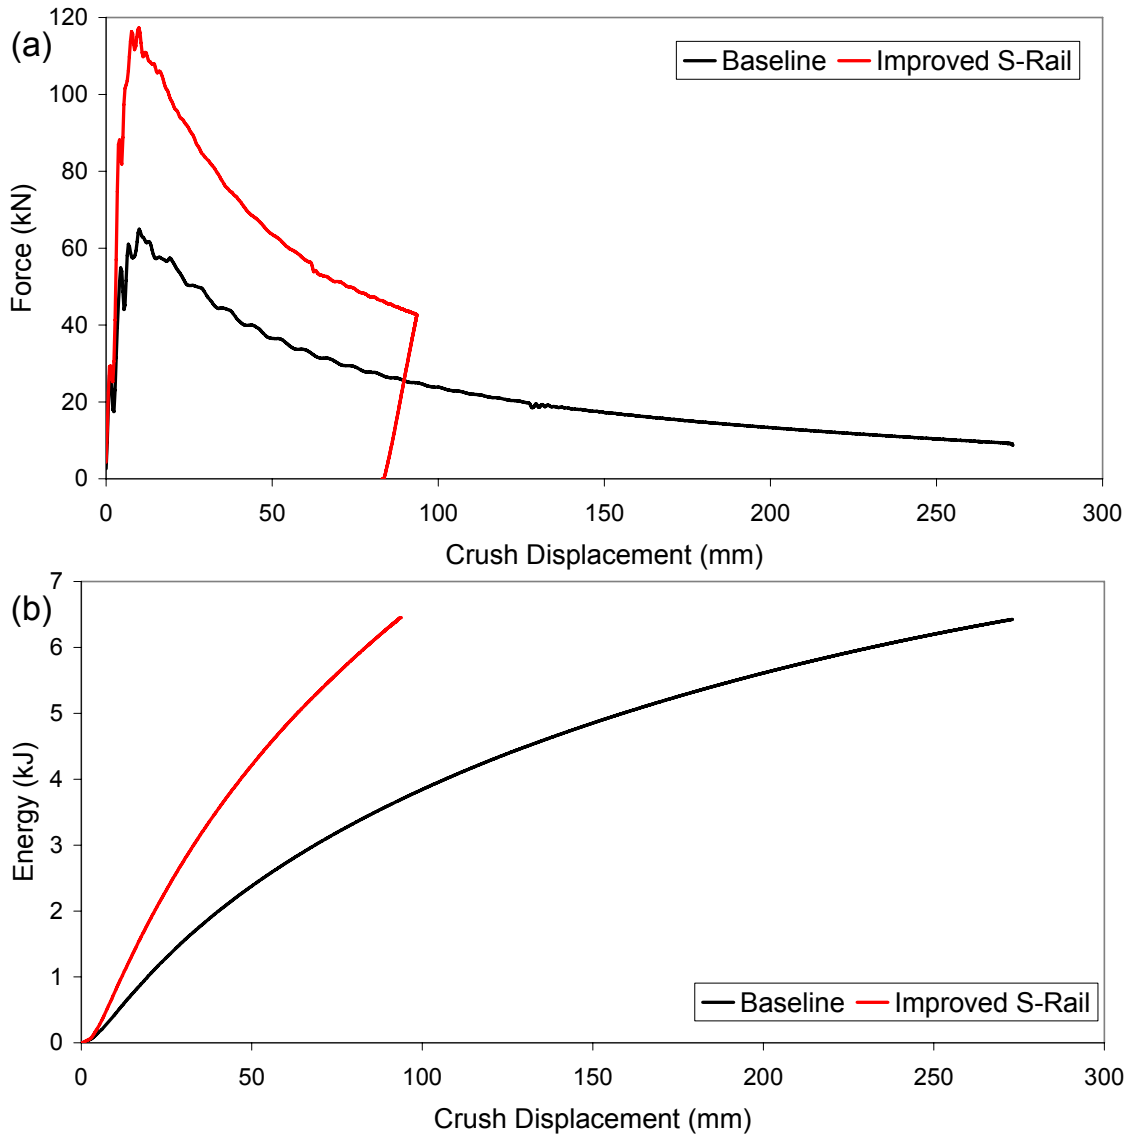 (a)
120
100
80
60
40
20
0
Force (kN)
Baseline Improved S-Rail
0 50 100 150 200 250 300
Crush Displacement (mm)
(b)
7
6
5
4
3
2
1
0
Energy (kJ)
Baseline Improved S-Rail
0 50 100 150 200 250 300
Crush Displacement (mm)